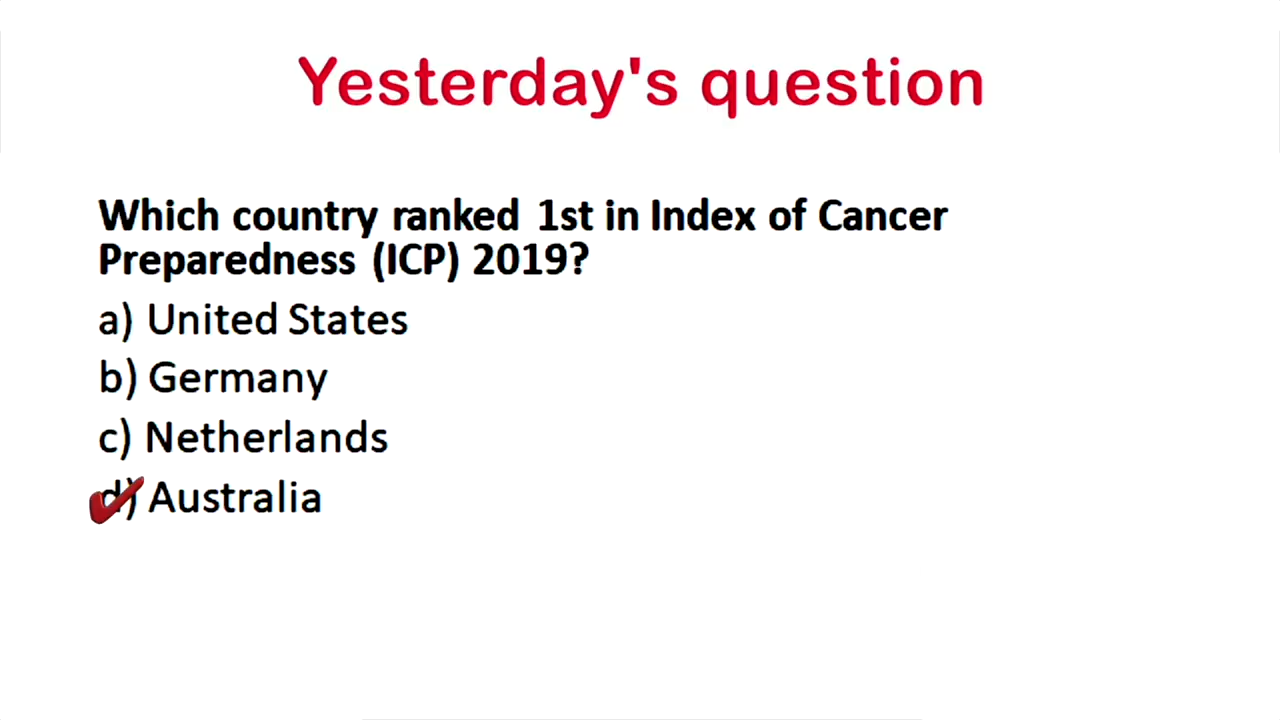 Yesterday's question
Which country ranked 1st in Index of Cancer
Preparedness (ICP) 2019?
a) United States
b) Germany
c) Netherlands
d) Australia